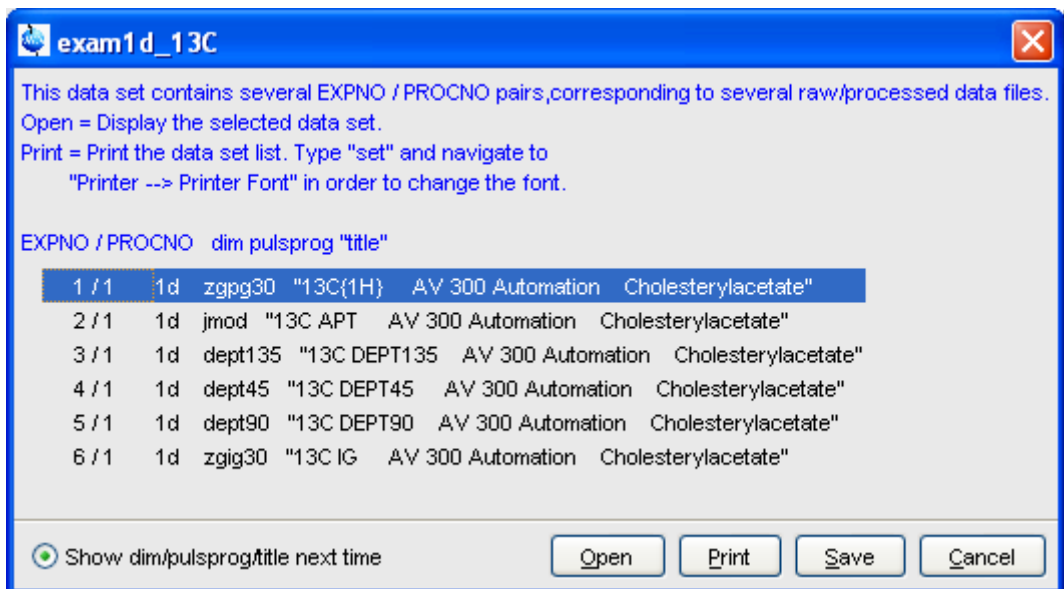 exam1d_13C
This data set contains several EXPNO / PROCNO pairs,corresponding to several raw/processed data files.
Open = Display the selected data set.
Print = Print the data set list. Type "set" and navigate to
"Printer --> Printer Font" in order to change the font.
EXPNO / PROCNO dim pulsprog "title"
1 / 1 1d zgpg30 "13C{1H} AV 300 Automation Cholesterylacetate"
2 / 1 1d jmod "13C APT AV 300 Automation Cholesterylacetate"
3 / 1 1d dept135 "13C DEPT135 AV 300 Automation Cholesterylacetate"
4 / 1 1d dept45 "13C DEPT45 AV 300 Automation Cholesterylacetate"
5 / 1 1d dept90 "13C DEPT90 AV 300 Automation Cholesterylacetate"
6 / 1 1d zgig30 "13C IG AV 300 Automation Cholesterylacetate"
Show dim/pulsprog/title next time Open Print Save Cancel